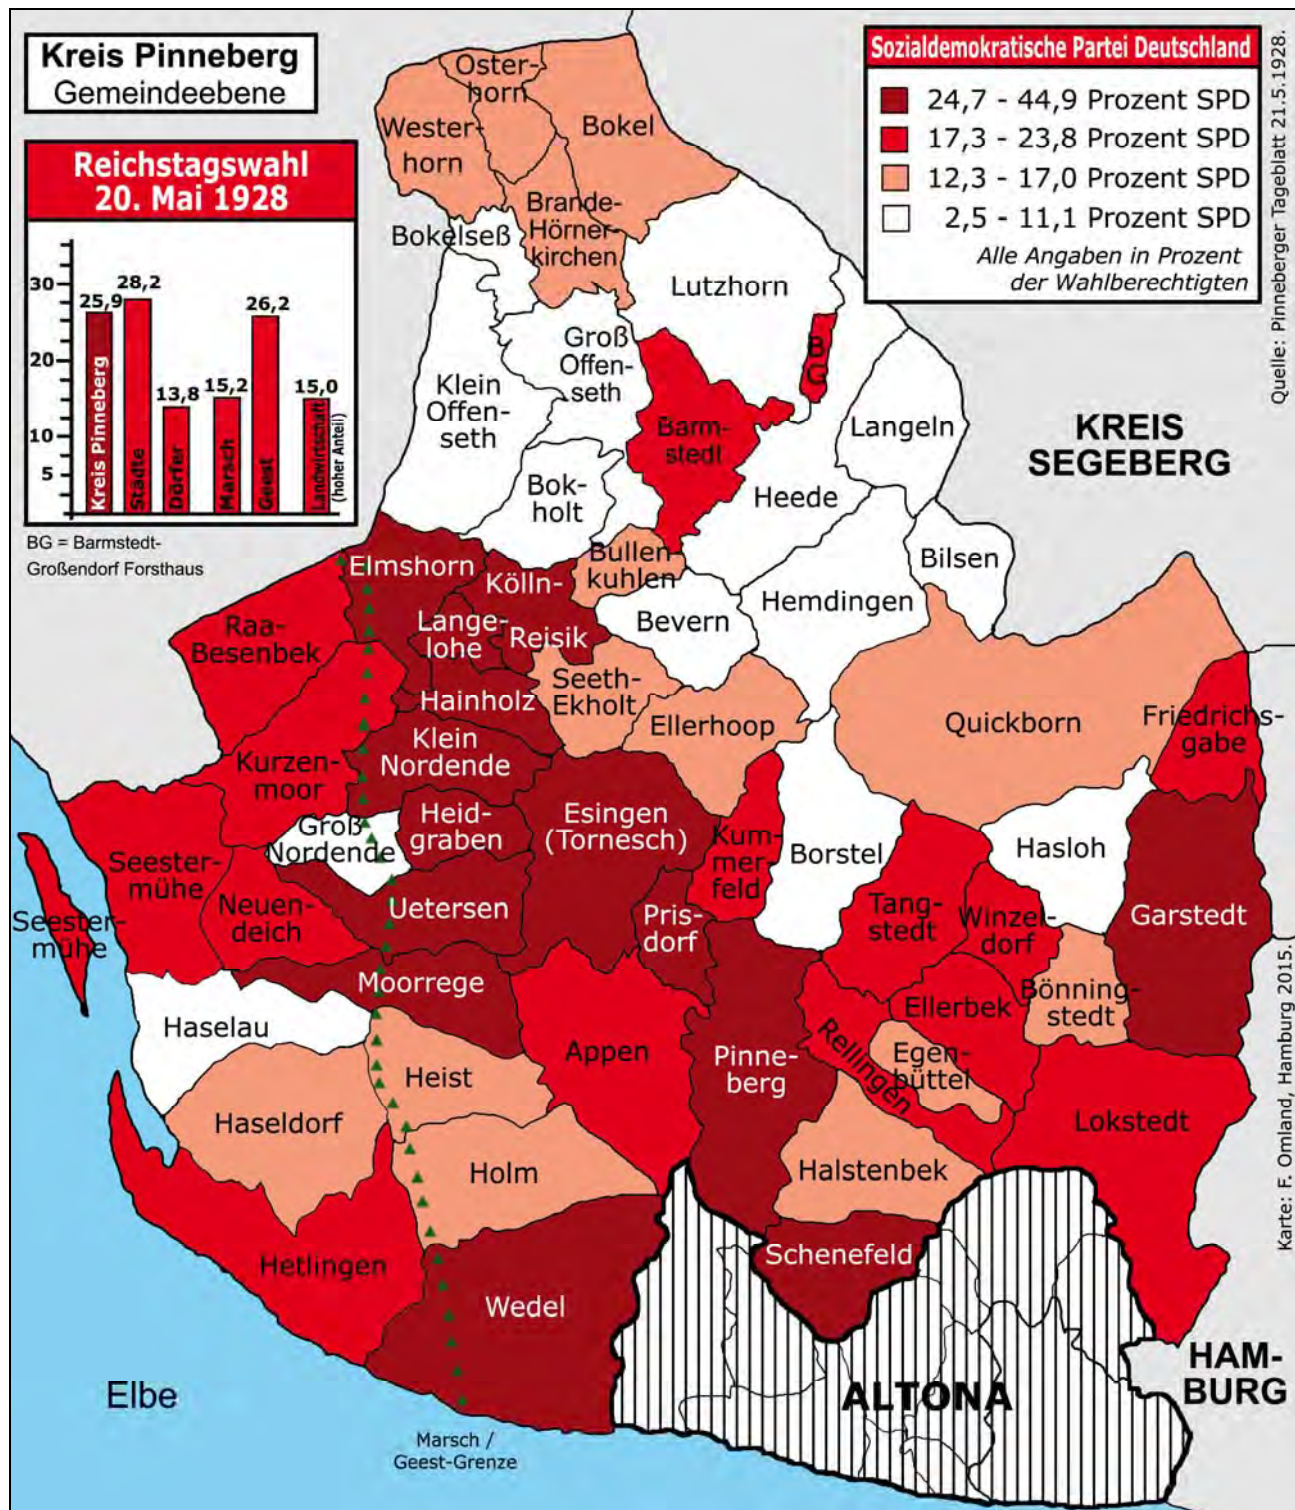 Kreis Pinneberg
Gemeindeebene
Reichstagswahl
20. Mai 1928
30
20
10
5
25,9
28,2
13,8
15,2
26,2
15,0
Kreis Pinneberg
Städte
Dörfer
Marsch
Geest
Landwirtschaft
(hoher Anteil)
BG = Barmstedt-
Großendorf Forsthaus
Sozialdemokratische Partei Deutschland
24,7 - 44,9 Prozent SPD
17,3 - 23,8 Prozent SPD
12,3 - 17,0 Prozent SPD
2,5 - 11,1 Prozent SPD
Alle Angaben in Prozent
der Wahlberechtigten
Quelle: Pinneberger Tageblatt 21.5.1928.
Oster-
horn
Wester-
horn
Bokel
Brande-
Hörner-
kirchen
Bokelseß
Lutzhorn
Groß
Offen-
seth
Klein
Offen-
seth
BG
Barm-
stedt
Langeln
KREIS
SEGEBERG
Heede
Bok-
holt
Bullen
kuhlen
Bilsen
Elmshorn
Kölln-
Reisik
Hemdingen
Bevern
Lange-
lohe
Raa-
Besenbek
Seeth-
Ekholt
Hainholz
Ellerhoop
Quickborn
Friedrichs-
gabe
Klein
Nordende
Kurzen-
moor
Heid-
graben
Esingen
(Tornesch)
Groß
Nordende
Kum-
mer-
feld
Borstel
Hasloh
Seester-
mühe
Seester-
mühe
Neuen-
deich
Uetersen
Pris-
dorf
Tang-
stedt
Winzel-
dorf
Garstedt
Moorrege
Ellerbek
Bönning-
stedt
Haselau
Appen
Pinne-
berg
Rellingen
Egen-
büttel
Heist
Haseldorf
Lokstedt
Holm
Halstenbek
Hetlingen
Schenefeld
Wedel
HAM-
BURG
ALTONA
Elbe
Marsch /
Geest-Grenze
Karte: F. Omland, Hamburg 2015.